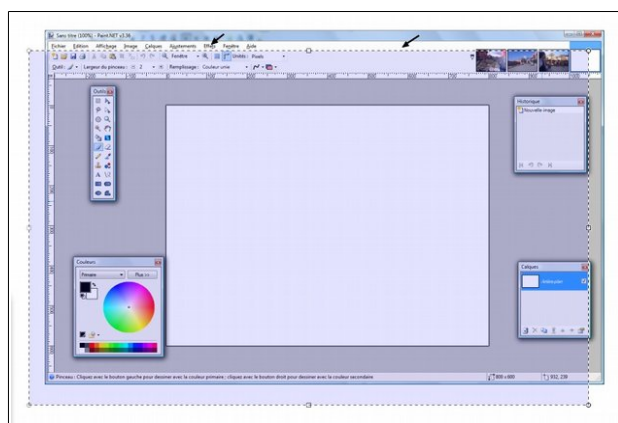 Sans titre (100%) - Paint.NET v3.36
Fichier Edition Affichage Image Calques Ajustements Effets Fenêtre Aide
Fenêtre Unités : Pixels
Outil : Largeur du pinceau : 2 Remplissage : Couleur unie
Outils
Historique
Nouvelle image
Couleurs
Primaire Plus >>
Calques
Arrière-plan
Pinceau : Cliquez avec le bouton gauche pour dessiner avec la couleur primaire ; cliquez avec le bouton droit pour dessiner avec la couleur secondaire. 800 x 600